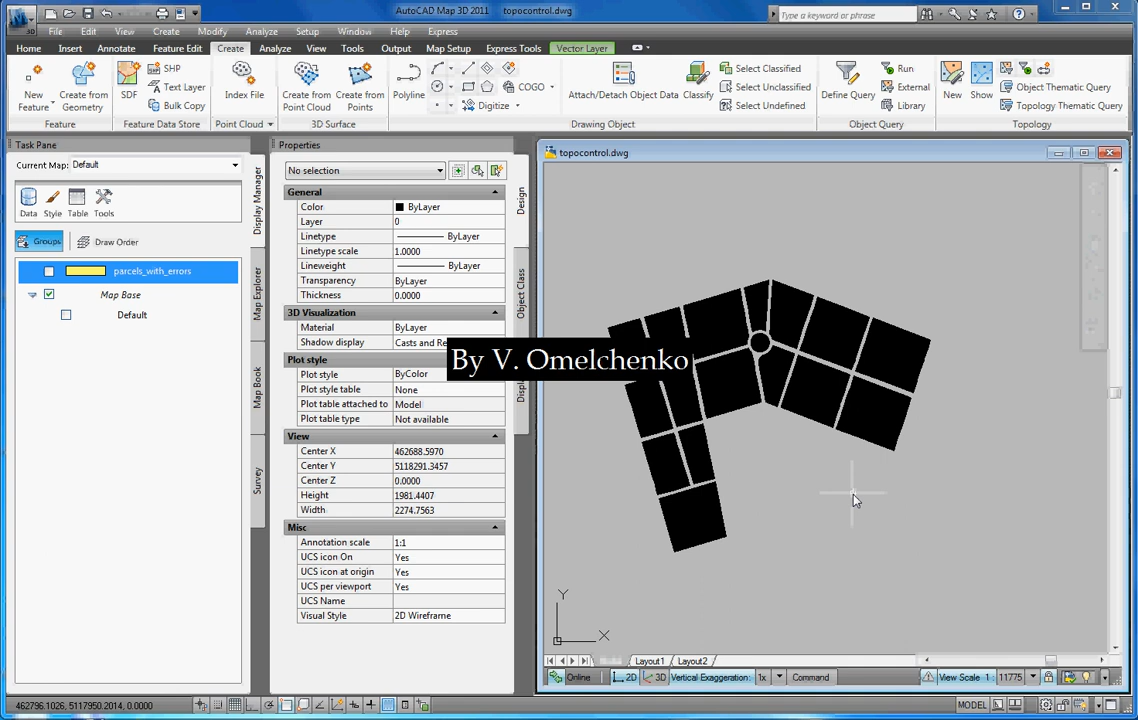 AutoCAD Map 3D 2011 topocontrol.dwg
Type a keyword or phrase
3D
File Edit View Create Modify Analyze Setup Window Help Express
Home Insert Annotate Feature Edit Create Analyze View Tools Output Map Setup Express Tools Vector Layer
New Feature
Create from Geometry
Feature
SDF
SHP
Text Layer
Bulk Copy
Feature Data Store
Index File
Point Cloud
Create from Point Cloud
Create from Points
3D Surface
Polyline
COGO
Digitize
Attach/Detach Object Data
Classify
Select Classified
Select Unclassified
Select Undefined
Drawing Object
Define Query
Run
External
Library
Object Query
New
Show
Object Thematic Query
Topology Thematic Query
Topology
Task Pane
Current Map: Default
Data Style Table Tools
Groups Draw Order
parcels_with_errors
Map Base
Default
Display Manager
Map Explorer
Map Book
Survey
Properties
No selection
General
Color ByLayer
Layer 0
Linetype ByLayer
Linetype scale 1.0000
Lineweight ByLayer
Transparency ByLayer
Thickness 0.0000
3D Visualization
Material ByLayer
Shadow display Casts and Re
Plot style
Plot style ByColor
Plot style table None
Plot table attached to Model
Plot table type Not available
View
Center X 462688.5970
Center Y 5118291.3457
Center Z 0.0000
Height 1981.4407
Width 2274.7563
Misc
Annotation scale 1:1
UCS icon On Yes
UCS icon at origin Yes
UCS per viewport Yes
UCS Name
Visual Style 2D Wireframe
Design
Object Class
By V. Omelchenko
topocontrol.dwg
Y
X
Layout1 Layout2
Online 2D 3D Vertical Exaggeration: 1x Command View Scale 1: 11775
462796.1026, 5117950.2014, 0.0000
MODEL